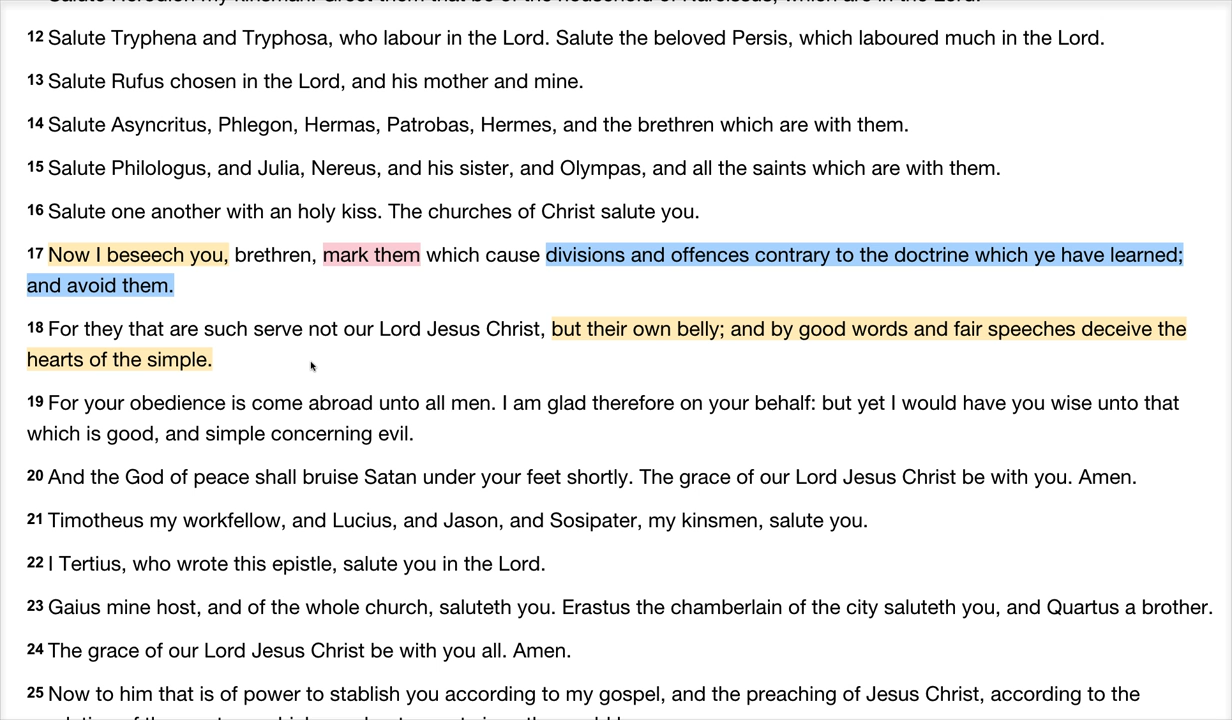 12 Salute Tryphena and Tryphosa, who labour in the Lord. Salute the beloved Persis, which laboured much in the Lord.
13 Salute Rufus chosen in the Lord, and his mother and mine.
14 Salute Asyncritus, Phlegon, Hermas, Patrobas, Hermes, and the brethren which are with them.
15 Salute Philologus, and Julia, Nereus, and his sister, and Olympas, and all the saints which are with them.
16 Salute one another with an holy kiss. The churches of Christ salute you.
17 Now I beseech you, brethren, mark them which cause divisions and offences contrary to the doctrine which ye have learned;
and avoid them.
18 For they that are such serve not our Lord Jesus Christ, but their own belly; and by good words and fair speeches deceive the
hearts of the simple.
19 For your obedience is come abroad unto all men. I am glad therefore on your behalf: but yet I would have you wise unto that
which is good, and simple concerning evil.
20 And the God of peace shall bruise Satan under your feet shortly. The grace of our Lord Jesus Christ be with you. Amen.
21 Timotheus my workfellow, and Lucius, and Jason, and Sosipater, my kinsmen, salute you.
22 I Tertius, who wrote this epistle, salute you in the Lord.
23 Gaius mine host, and of the whole church, saluteth you. Erastus the chamberlain of the city saluteth you, and Quartus a brother.
24 The grace of our Lord Jesus Christ be with you all. Amen.
25 Now to him that is of power to stablish you according to my gospel, and the preaching of Jesus Christ, according to the